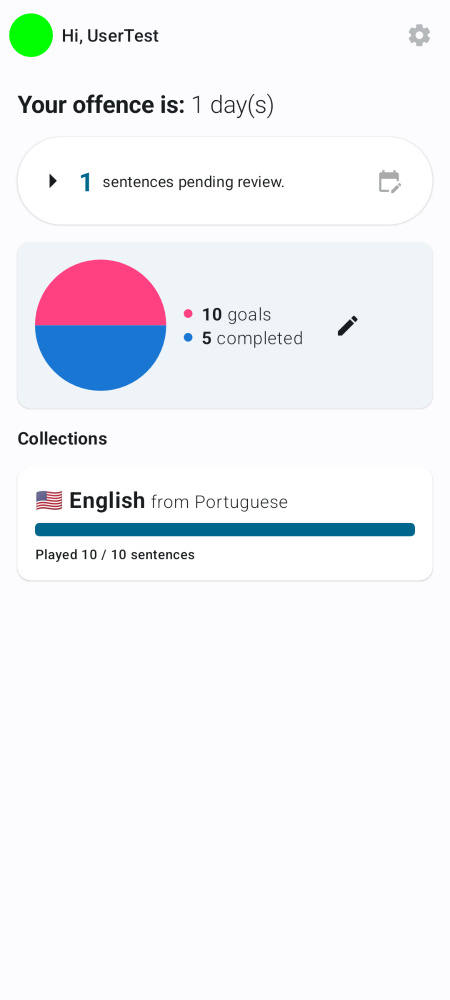 Hi, UserTest
Your offence is: 1 day(s)
1 sentences pending review.
10 goals
5 completed
Collections
🇺🇸 English from Portuguese
Played 10 / 10 sentences